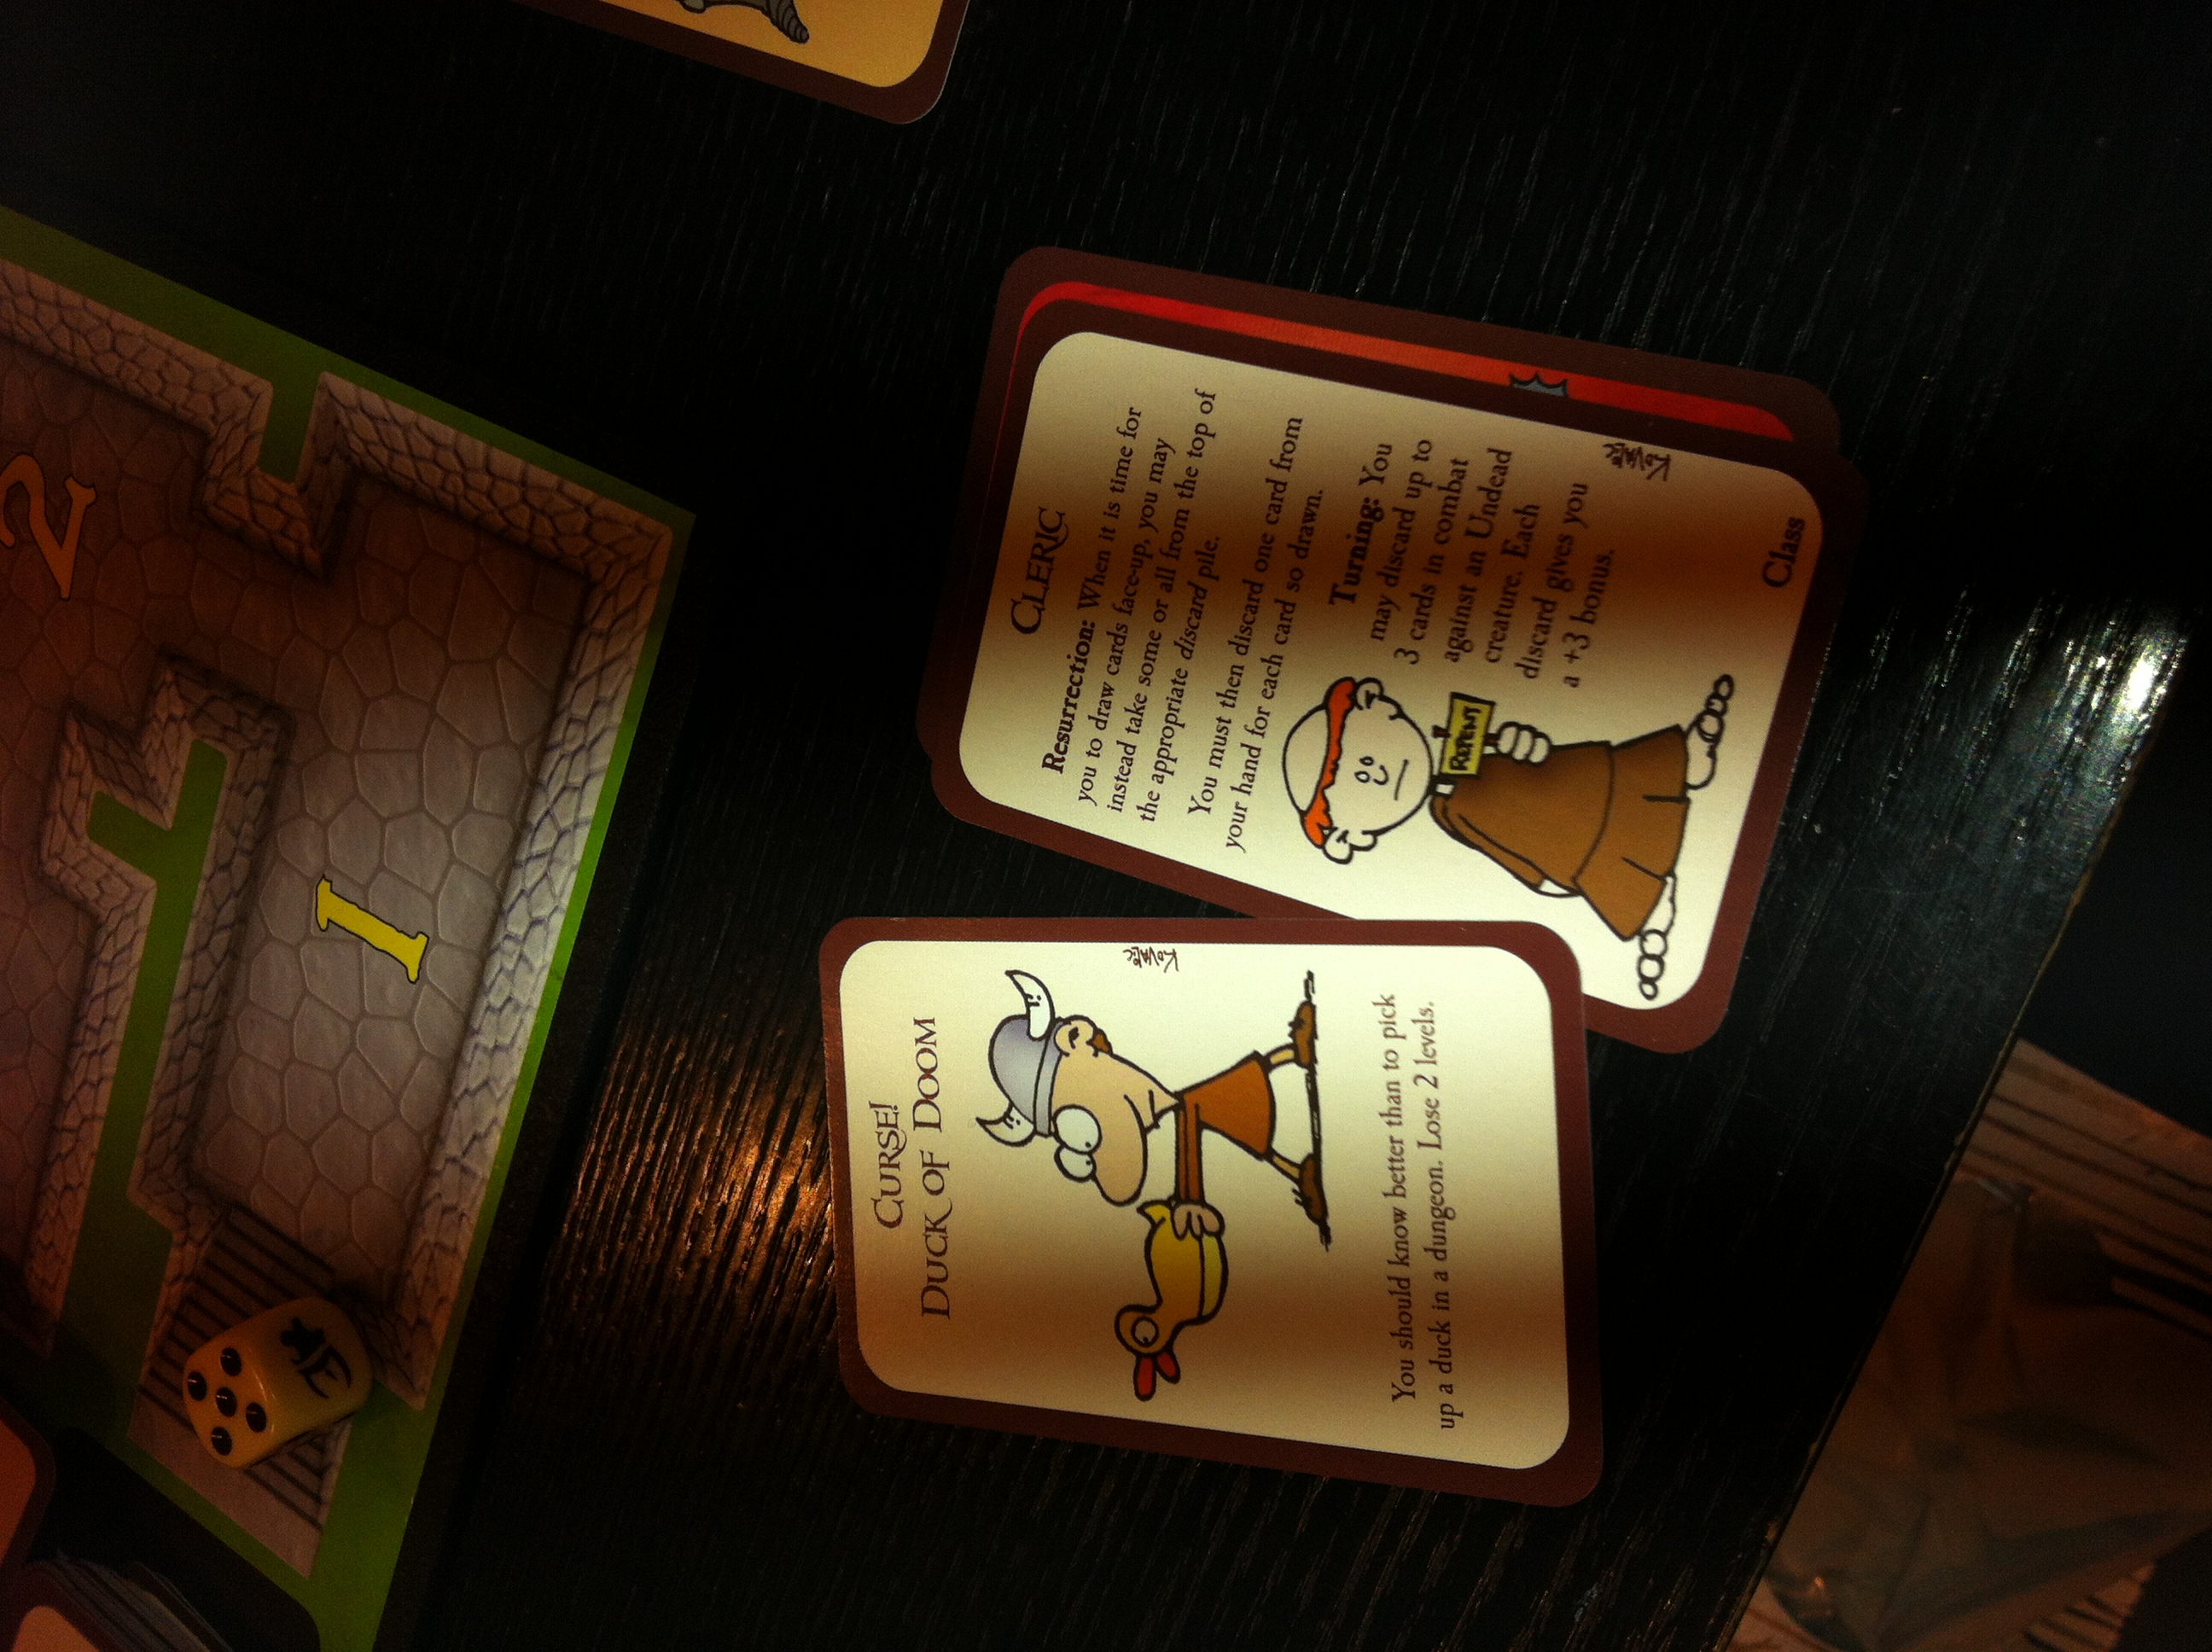 2
1
CURSE!
DUCK OF DOOM
KOVALIC
You should know better than to pick
up a duck in a dungeon. Lose 2 levels.
CLERIC
Resurrection: When it is time for
you to draw cards face-up, you may
instead take some or all from the top of
the appropriate discard pile.
You must then discard one card from
your hand for each card so drawn.
Turning: You
may discard up to
3 cards in combat
against an Undead
creature. Each
discard gives you
a +3 bonus.
REPENT
KOVALIC
Class